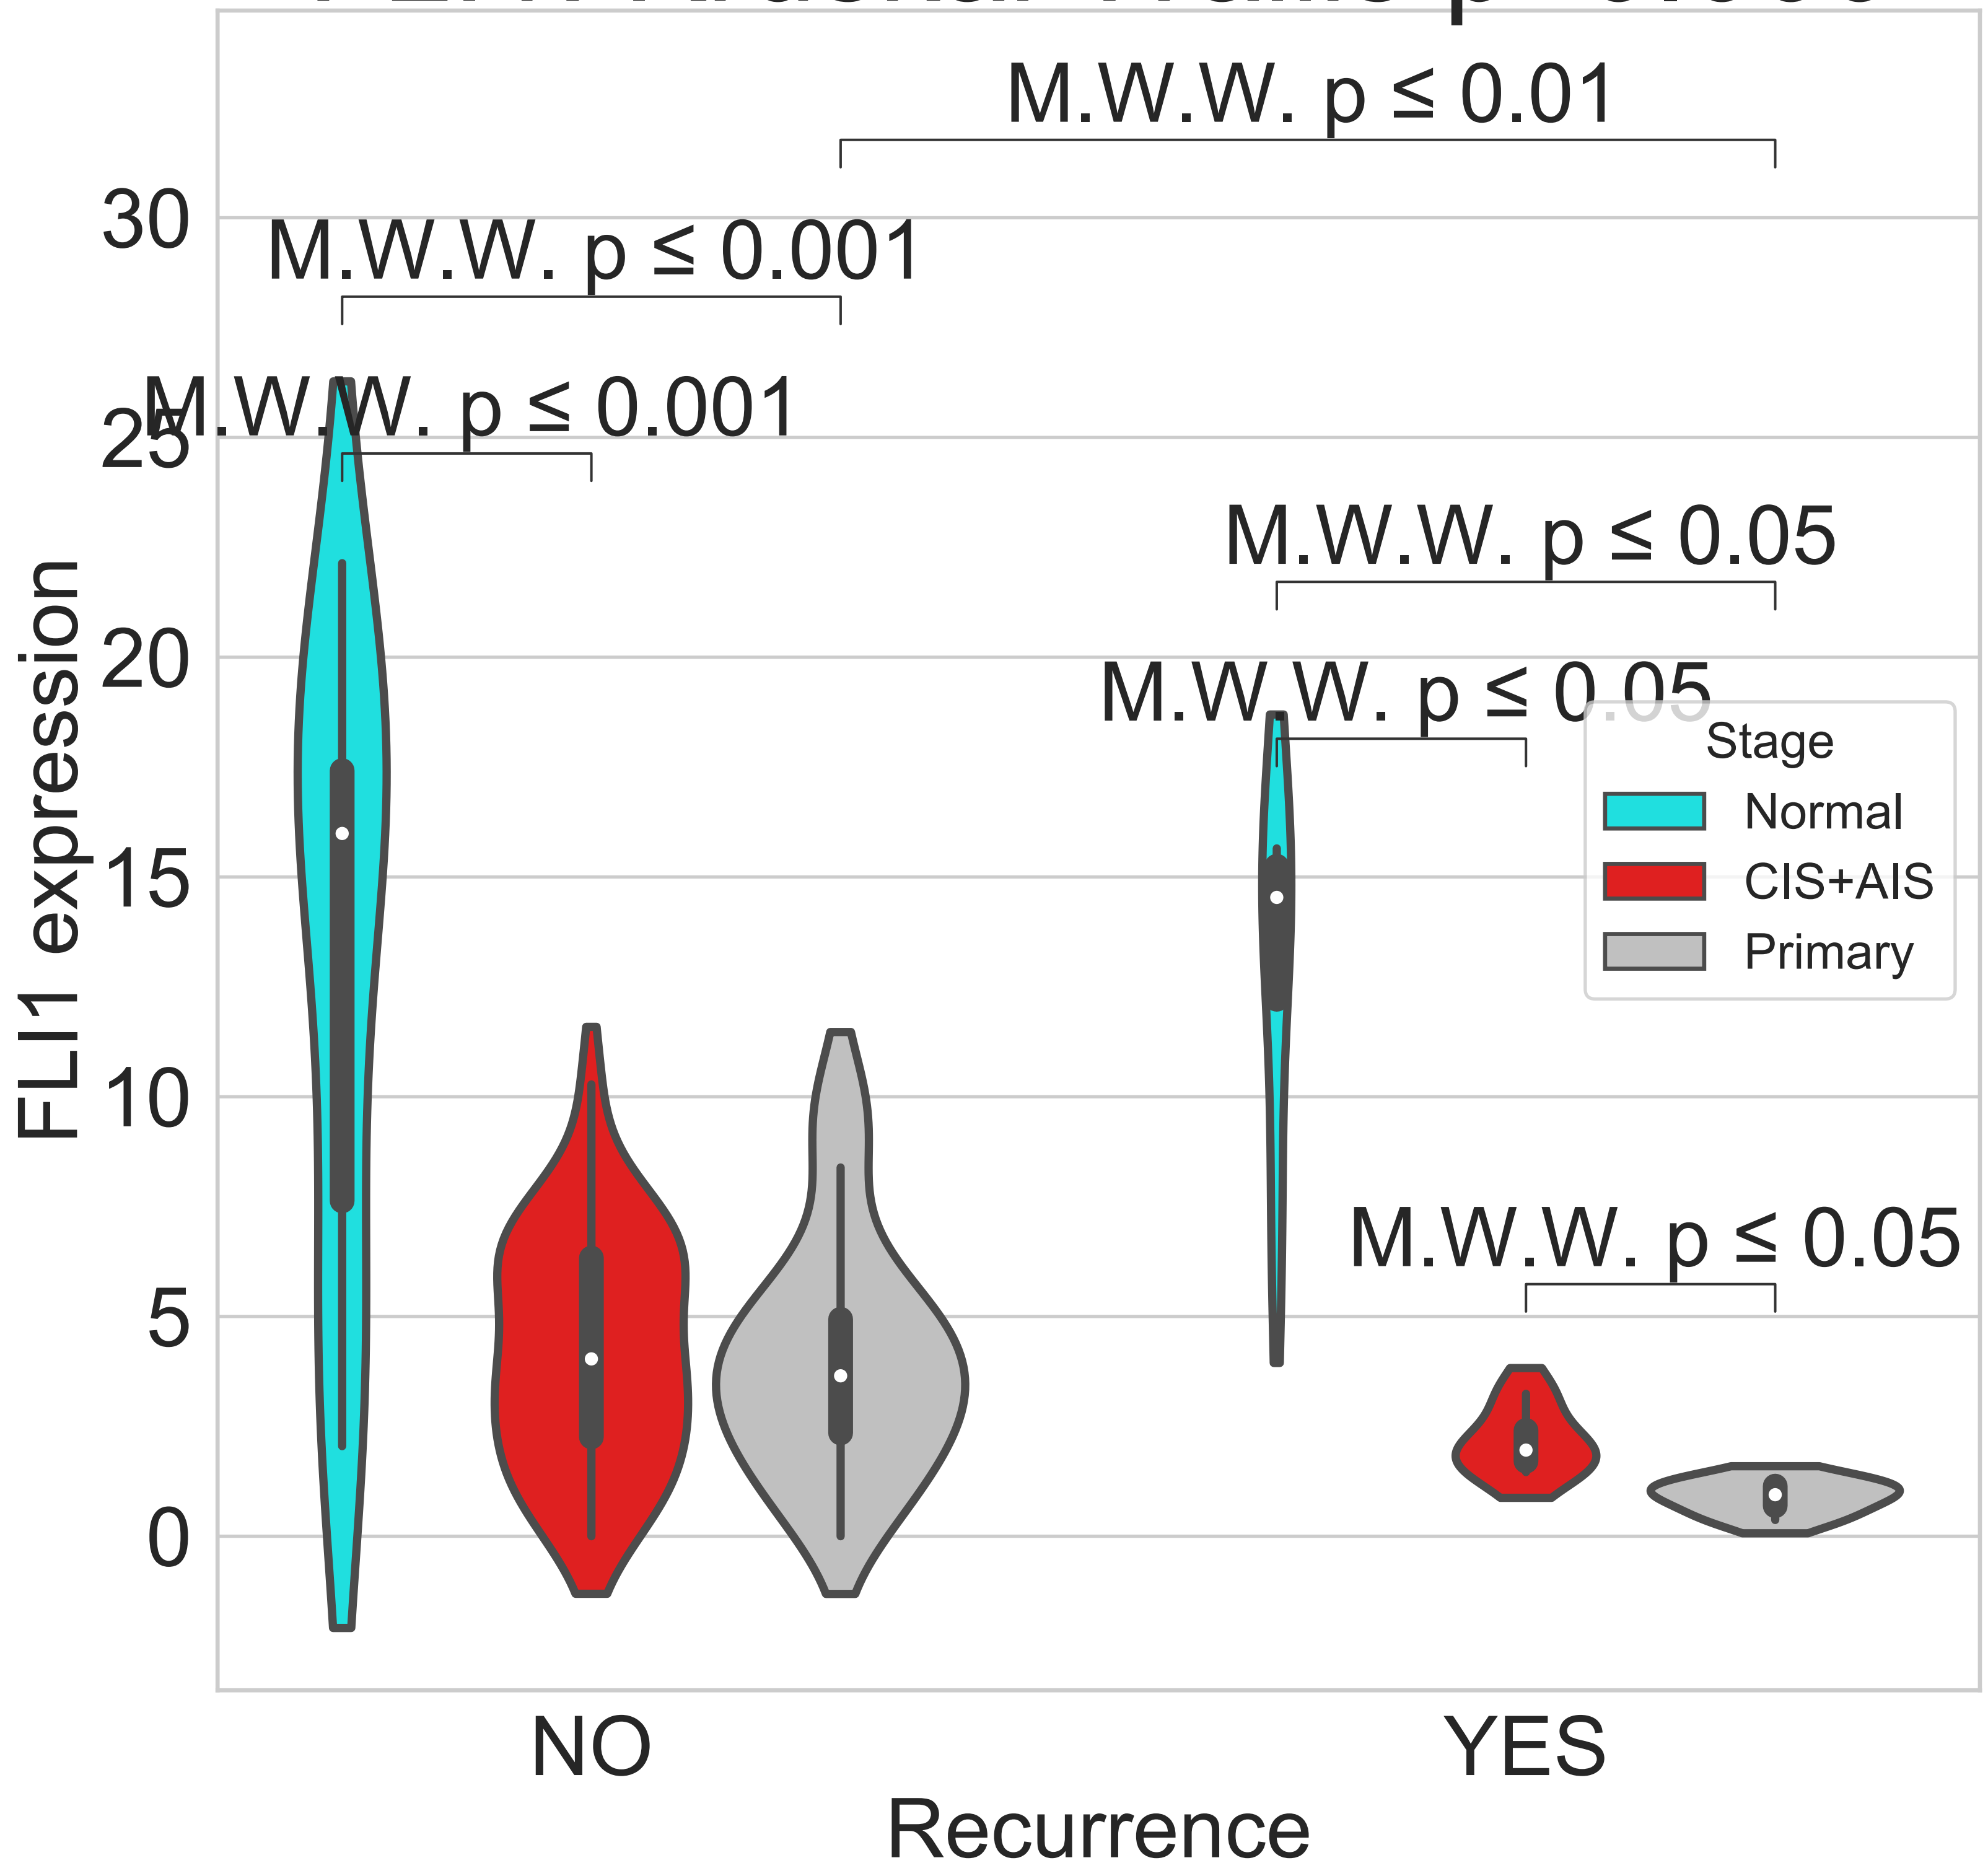 M.W.W. p ≤ 0.01
30
M.W.W. p ≤ 0.001
M.W.W. p ≤ 0.001
25
M.W.W. p ≤ 0.05
20
M.W.W. p ≤ 0.05
Stage
Normal
CIS+AIS
Primary
15
FLI1 expression
10
M.W.W. p ≤ 0.05
5
0
NO
YES
Recurrence